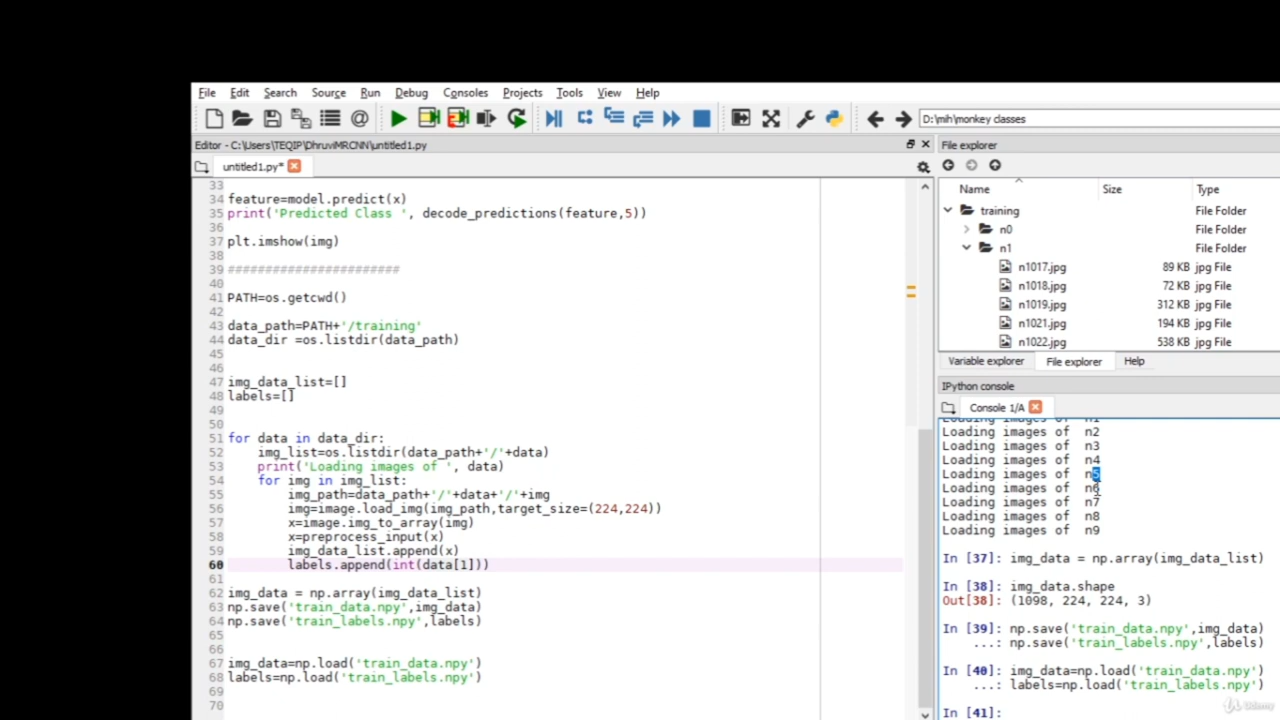 File Edit Search Source Run Debug Consoles Projects Tools View Help
D:\mih\monkey classes
Editor - C:\Users\TEQIP\DhruviMRCNN\untitled1.py
untitled1.py*
33
34 feature=model.predict(x)
35 print('Predicted Class ', decode_predictions(feature,5))
36
37 plt.imshow(img)
38
39 #######################
40
41 PATH=os.getcwd()
42
43 data_path=PATH+'/training'
44 data_dir =os.listdir(data_path)
45
46
47 img_data_list=[]
48 labels=[]
49
50
51 for data in data_dir:
52     img_list=os.listdir(data_path+'/'+data)
53     print('Loading images of ', data)
54     for img in img_list:
55         img_path=data_path+'/'+data+'/'+img
56         img=image.load_img(img_path,target_size=(224,224))
57         x=image.img_to_array(img)
58         x=preprocess_input(x)
59         img_data_list.append(x)
60         labels.append(int(data[1]))
61
62 img_data = np.array(img_data_list)
63 np.save('train_data.npy',img_data)
64 np.save('train_labels.npy',labels)
65
66
67 img_data=np.load('train_data.npy')
68 labels=np.load('train_labels.npy')
69
70
File explorer
Name Size Type
training File Folder
n0 File Folder
n1 File Folder
n1017.jpg 89 KB jpg File
n1018.jpg 72 KB jpg File
n1019.jpg 312 KB jpg File
n1021.jpg 194 KB jpg File
n1022.jpg 538 KB jpg File
Variable explorer File explorer Help
IPython console
Console 1/A
Loading images of  n1
Loading images of  n2
Loading images of  n3
Loading images of  n4
Loading images of  n5
Loading images of  n6
Loading images of  n7
Loading images of  n8
Loading images of  n9
In [37]: img_data = np.array(img_data_list)
In [38]: img_data.shape
Out[38]: (1098, 224, 224, 3)
In [39]: np.save('train_data.npy',img_data)
...: np.save('train_labels.npy',labels)
In [40]: img_data=np.load('train_data.npy')
...: labels=np.load('train_labels.npy')
In [41]:
Udemy